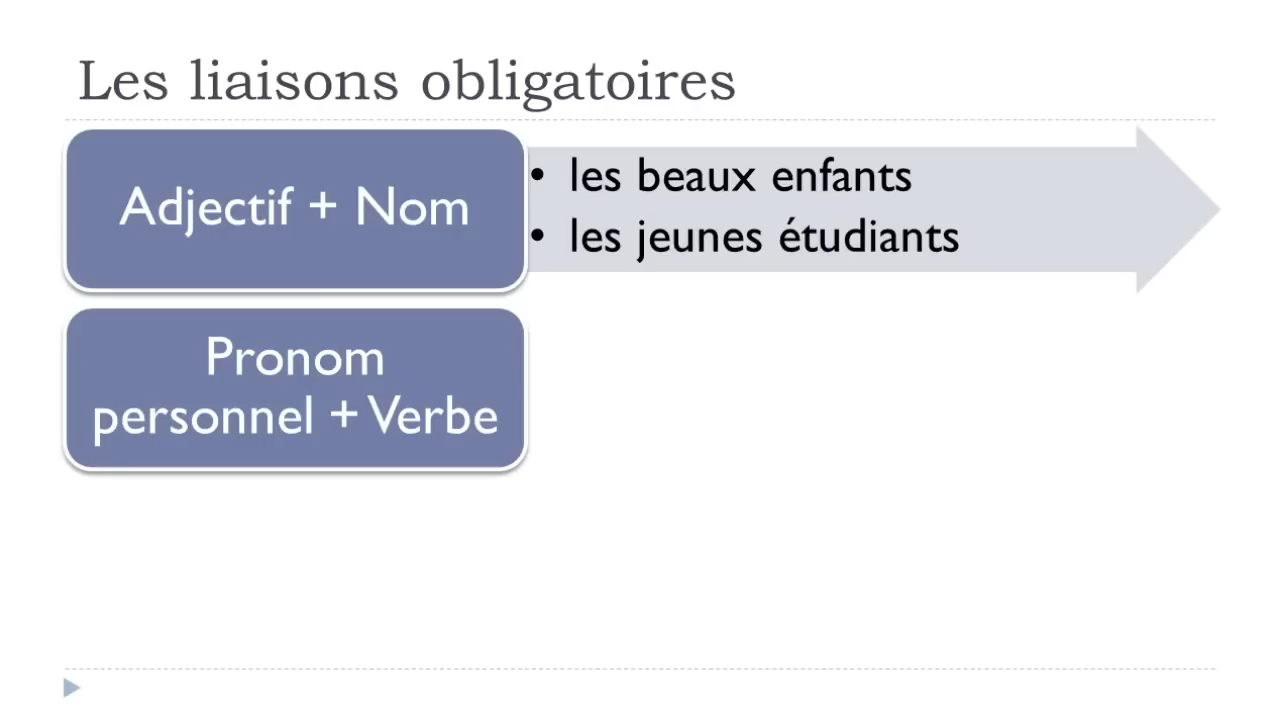 Les liaisons obligatoires
Adjectif + Nom
• les beaux enfants
• les jeunes étudiants
Pronom
personnel + Verbe